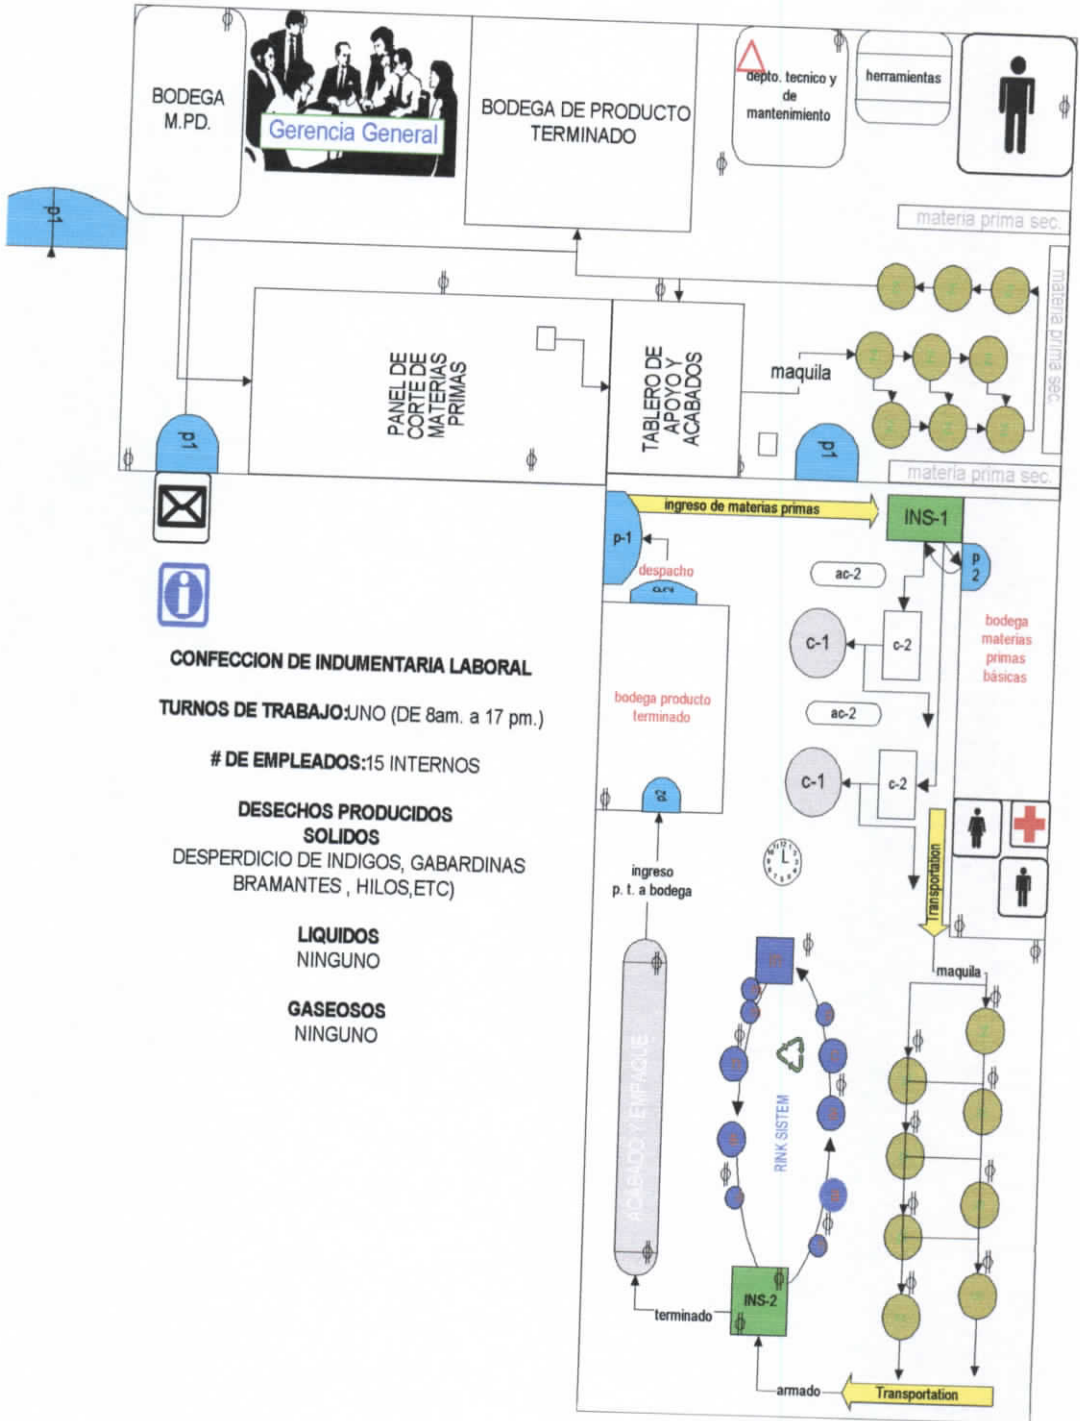 BODEGA
M.PD.
Gerencia General
BODEGA DE PRODUCTO
TERMINADO
depto. tecnico y
de
mantenimiento
herramientas
p1
materia prima sec.
materia prima sec.
PANEL DE
CORTE DE
MATERIAS
PRIMAS
TABLERO DE
APOYO Y
ACABADOS
maquila
p1
p1
materia prima sec.
ingreso de materias primas
INS-1
p-1
despacho
p-2
p
2
ac-2
c-1
c-2
bodega
materias
primas
básicas
bodega producto
terminado
ac-2
c-1
c-2
p2
CONFECCION DE INDUMENTARIA LABORAL
TURNOS DE TRABAJO:UNO (DE 8am. a 17 pm.)
# DE EMPLEADOS:15 INTERNOS
DESECHOS PRODUCIDOS
SOLIDOS
DESPERDICIO DE INDIGOS, GABARDINAS
BRAMANTES , HILOS,ETC)
LIQUIDOS
NINGUNO
GASEOSOS
NINGUNO
ingreso
p. t. a bodega
Transportation
maquila
ACABADO Y EMPAQUE
RINK SISTEM
INS-2
terminado
armado
Transportation